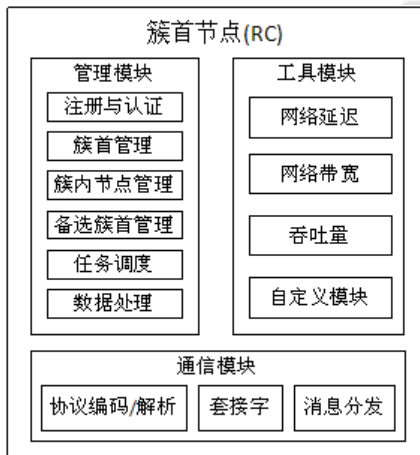 簇首节点(RC)
管理模块
注册与认证
簇首管理
簇内节点管理
备选簇首管理
任务调度
数据处理
工具模块
网络延迟
网络带宽
吞吐量
自定义模块
通信模块
协议编码/解析
套接字
消息分发